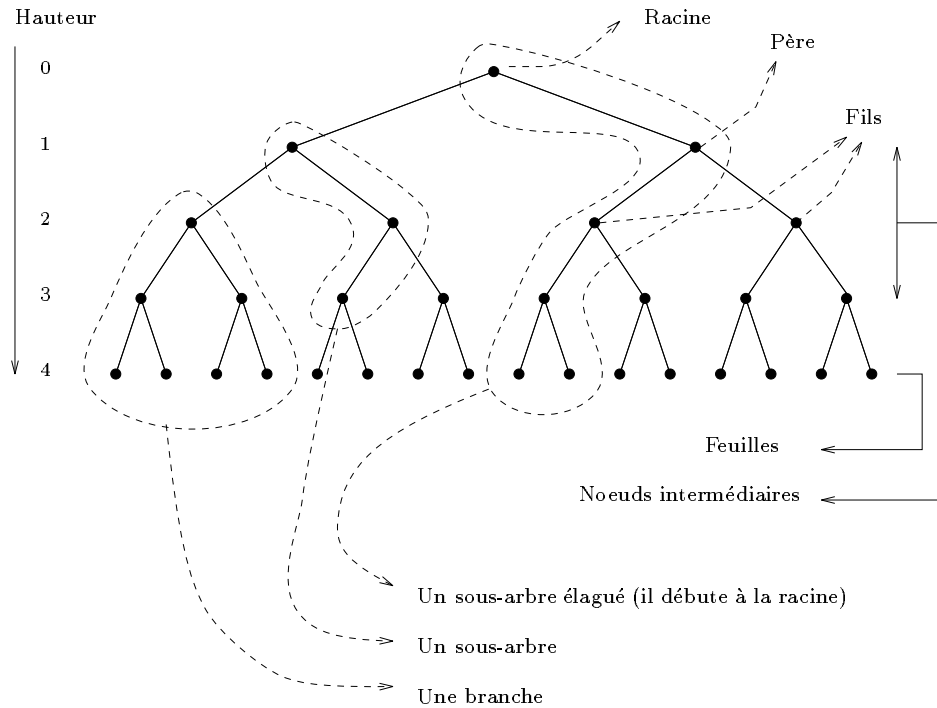 Hauteur
Racine
Père
0
Fils
1
2
3
4
Feuilles
Noeuds intermédiaires
Un sous-arbre élagué (il débute à la racine)
Un sous-arbre
Une branche